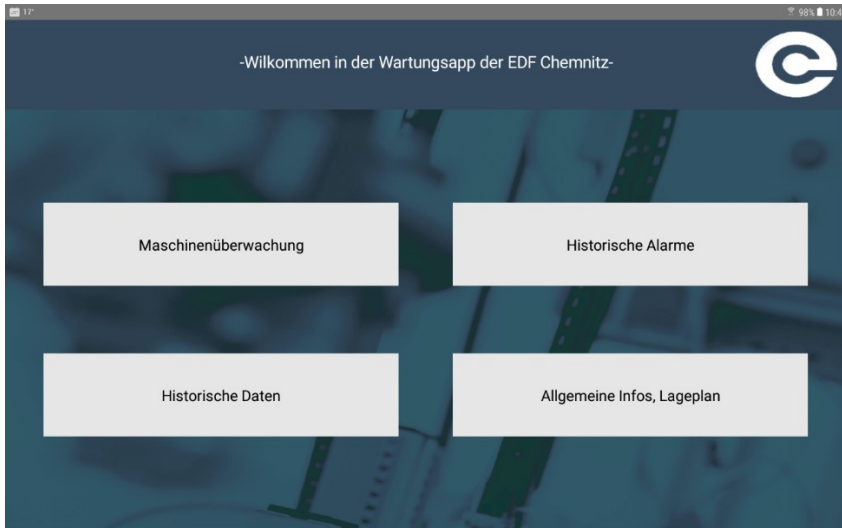 17°
98% 10:4
-Wilkommen in der Wartungsapp der EDF Chemnitz-
Maschinenüberwachung
Historische Alarme
Historische Daten
Allgemeine Infos, Lageplan